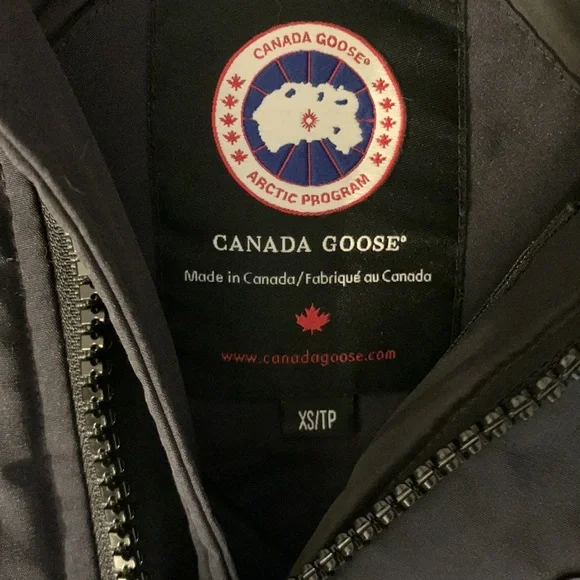 CANADA GOOSE®
ARCTIC PROGRAM
CANADA GOOSE®
Made in Canada/Fabriqué au Canada
www.canadagoose.com
XS/TP